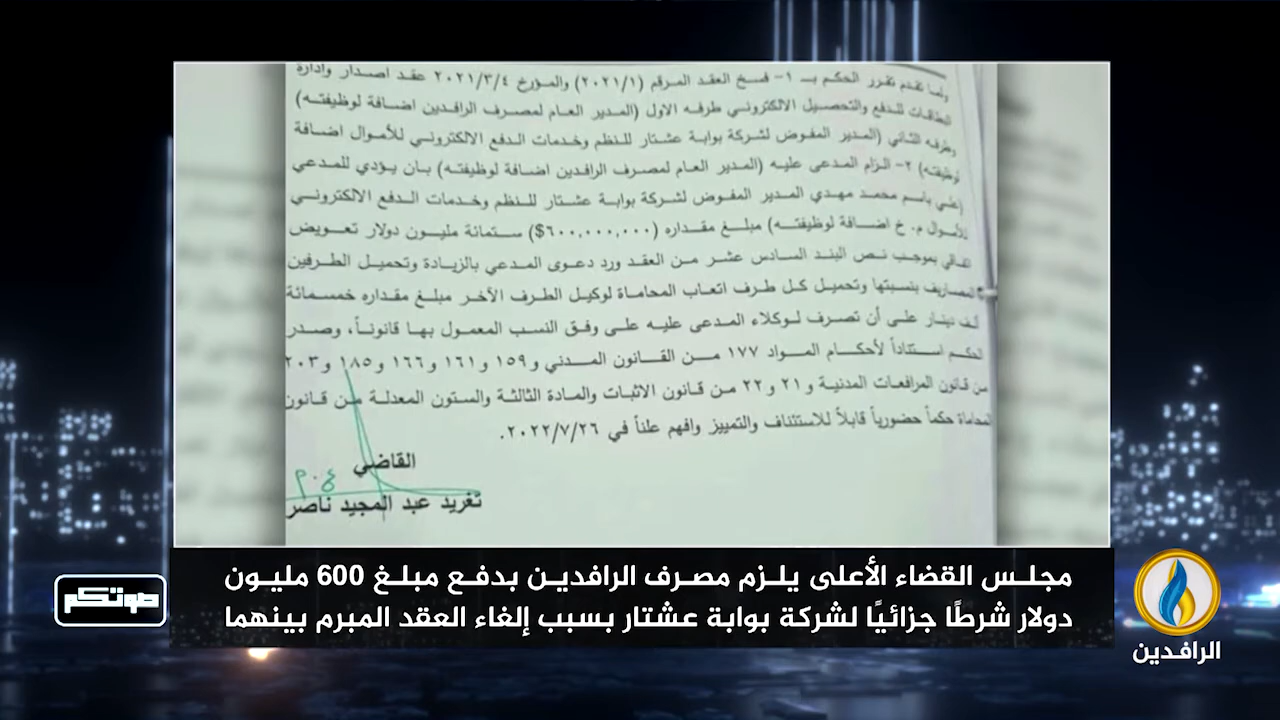 ولما تقدم تقرر الحكم بــ ١- فسخ العقد المرقم (٢٠٢١/١) والمؤرخ ٢٠٢١/٣/٤ عقد اصدار وادارة
البطاقات للدفع والتحصيل الالكتروني طرفه الاول (المدير العام لمصرف الرافدين اضافة لوظيفته)
وطرفه الثاني (المدير المفوض لشركة بوابة عشتار للنظم وخدمات الدفع الالكتروني للأموال اضافة
لوظيفته) ٢- الزام المدعى عليه (المدير العام لمصرف الرافدين اضافة لوظيفته) بان يؤدي للمدعي
(علي باسم محمد مهدي المدير المفوض لشركة بوابة عشتار للنظم وخدمات الدفع الالكتروني
للأموال م. خ اضافة لوظيفته) مبلغ مقداره (٦٠٠,٠٠٠,٠٠٠$) ستمائة مليون دولار تعويض
اتفاقي بموجب نص البند السادس عشر من العقد ورد دعوى المدعي بالزيادة وتحميل الطرفين
المصاريف بنسبتها وتحميل كل طرف اتعاب المحاماة لوكيل الطرف الآخر مبلغ مقداره خمسمائة
الف دينار على أن تصرف لوكلاء المدعى عليه على وفق النسب المعمول بها قانوناً، وصدر
الحكم استناداً لأحكام المواد ١٧٧ من القانون المدني و١٥٩ و١٦١ و١٦٦ و١٨٥ و٢٠٣
من قانون المرافعات المدنية و٢١ و٢٢ من قانون الاثبات والمادة الثالثة والستون المعدلة من قانون
المحاماة حكماً حضورياً قابلاً للاستئناف والتمييز وافهم علناً في ٢٠٢٢/٧/٢٦.
القاضي
تغريد عبد المجيد ناصر
مجلس القضاء الأعلى يلزم مصرف الرافدين بدفع مبلغ 600 مليون
دولار شرطًا جزائيًا لشركة بوابة عشتار بسبب إلغاء العقد المبرم بينهما
صوتكم
الرافدين